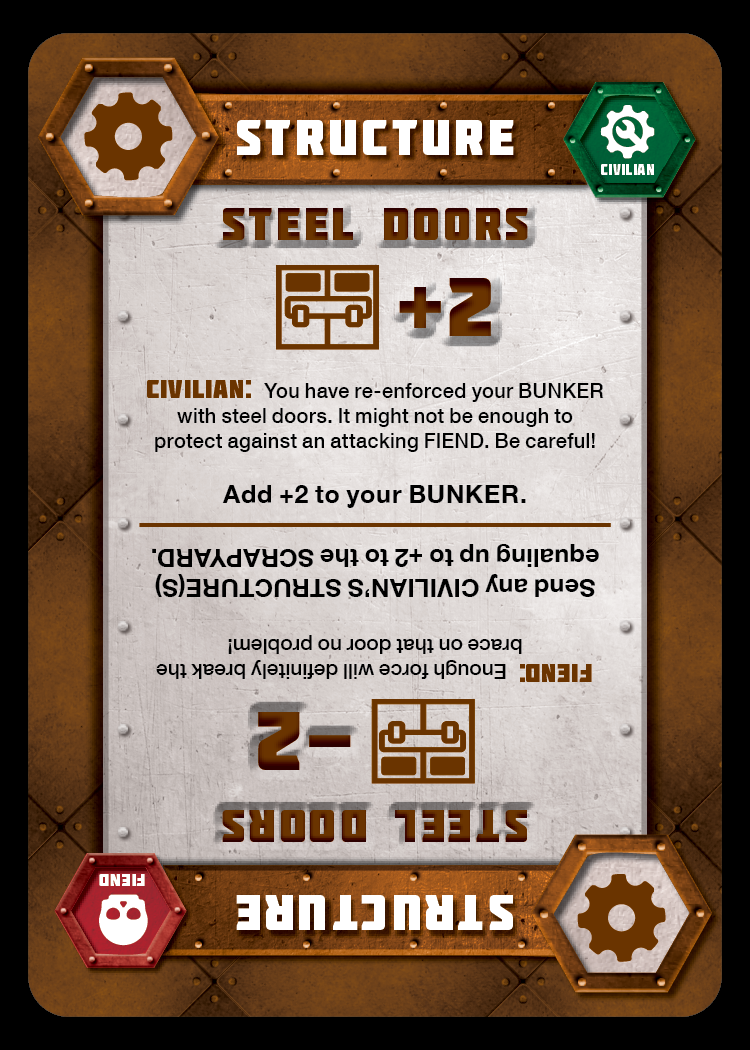 STRUCTURE
CIVILIAN
STEEL DOORS
+2
CIVILIAN: You have re-enforced your BUNKER
with steel doors. It might not be enough to
protect against an attacking FIEND. Be careful!
Add +2 to your BUNKER.
STRUCTURE
FIEND
STEEL DOORS
-2
FIEND: Enough force will definitely break the
brace on that door no problem!
Send any CIVILIAN'S STRUCTURE(S)
equaling up to +2 to the SCRAPYARD.